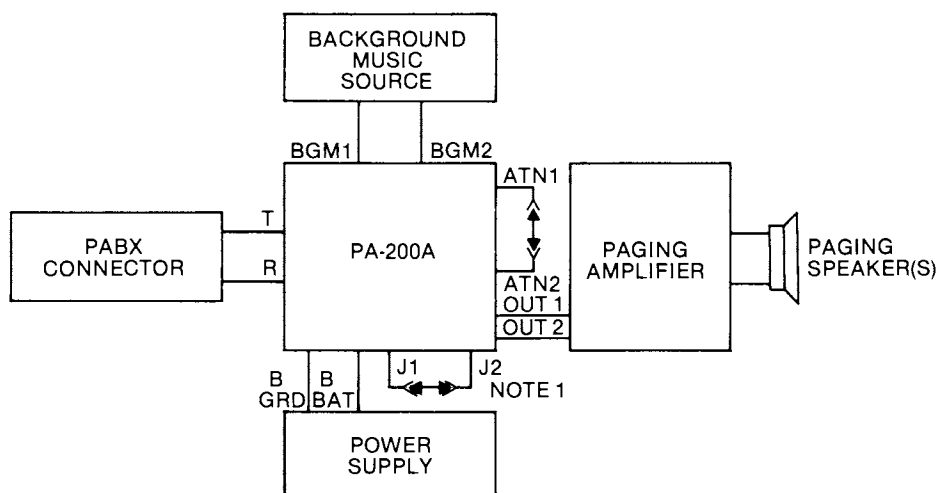 BACKGROUND
MUSIC
SOURCE
BGM1
BGM2
ATN1
T
PABX
CONNECTOR
R
PA-200A
PAGING
AMPLIFIER
PAGING
SPEAKER(S)
ATN2
OUT 1
OUT 2
J1
J2
NOTE 1
B
GRD
B
BAT
POWER
SUPPLY